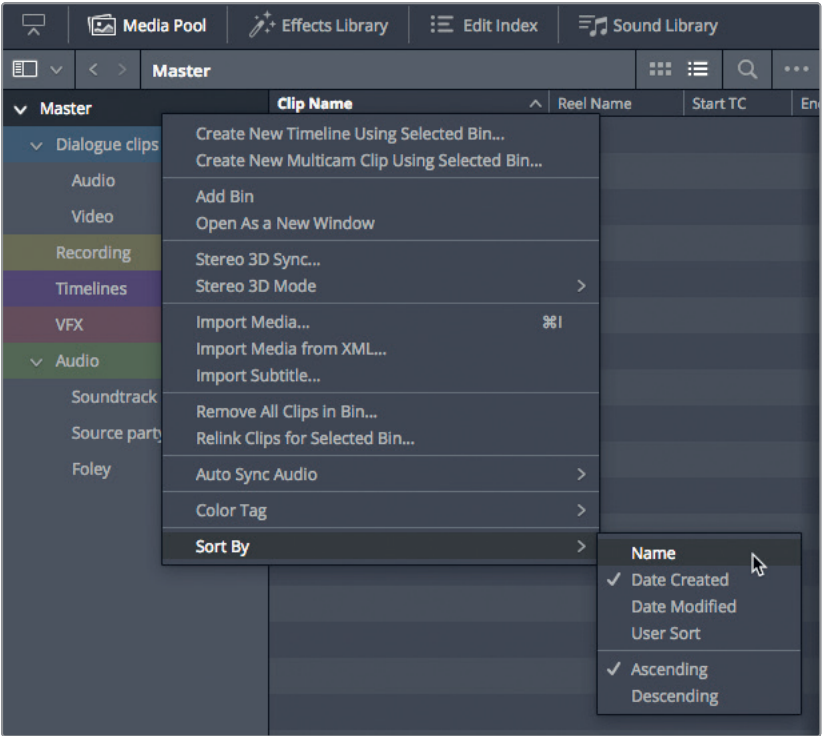 Media Pool Effects Library Edit Index Sound Library
Master
Master Clip Name Reel Name Start TC En
Dialogue clips
Audio
Video
Recording
Timelines
VFX
Audio
Soundtrack
Source party
Foley
Create New Timeline Using Selected Bin...
Create New Multicam Clip Using Selected Bin...
Add Bin
Open As a New Window
Stereo 3D Sync...
Stereo 3D Mode
Import Media... ⌘I
Import Media from XML...
Import Subtitle...
Remove All Clips in Bin...
Relink Clips for Selected Bin...
Auto Sync Audio
Color Tag
Sort By
Name
Date Created
Date Modified
User Sort
Ascending
Descending